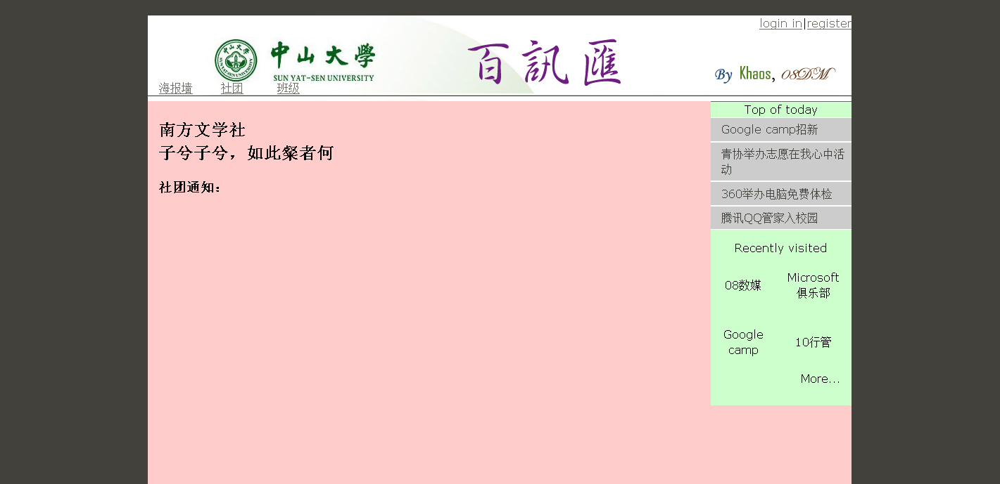 login in|register
中山大學
SUN YAT-SEN UNIVERSITY
百訊匯
By Khaos, 08DM
海报墙 社团 班级
南方文学社
子兮子兮，如此粲者何
社团通知：
Top of today
Google camp招新
青协举办志愿在我心中活
动
360举办电脑免费体检
腾讯QQ管家入校园
Recently visited
08数媒
Microsoft
俱乐部
Google
camp
10行管
More...